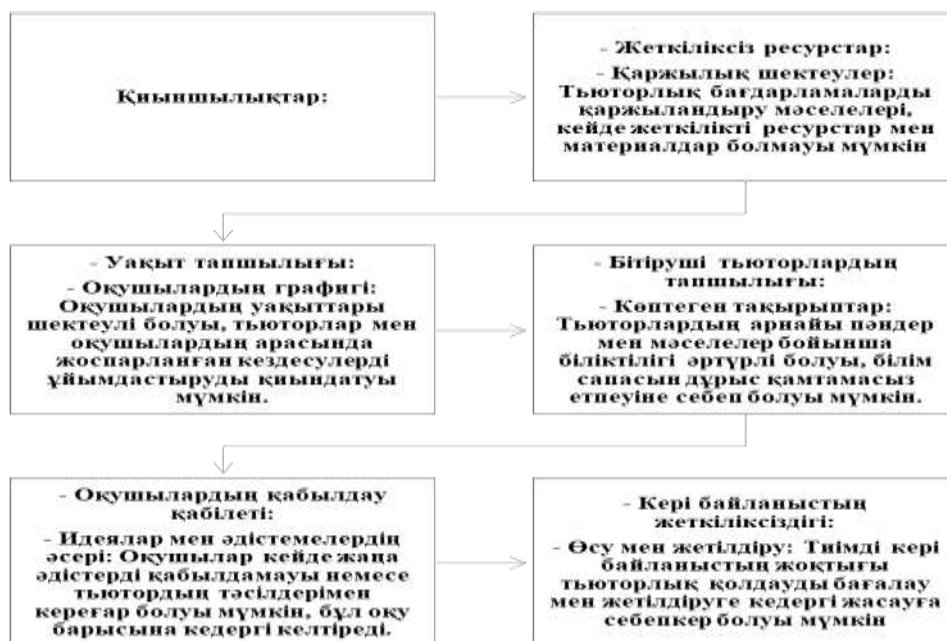 Қиыншылықтар:
- Жеткіліксіз ресурстар:
- Қаржылық шектеулер:
Тьюторлық бағдарламаларды
қаржыландыру мәселелері,
кейде жеткілікті ресурстар мен
материалдар болмауы мүмкін
- Уақыт тапшылығы:
- Оқушылардың графигі:
Оқушылардың уақыттары
шектеулі болуы, тьюторлар мен
оқушылардың арасында
жоспарланған кездесулерді
ұйымдастыруды қиындатуы
мүмкін.
- Бітіруші тьюторлардың
тапшылығы:
- Көптеген тақырыптар:
Тьюторлардың арнайы пәндер
мен мәселелер бойынша
біліктілігі әртүрлі болуы, білім
сапасын дұрыс қамтамасыз
етпеуіне себеп болуы мүмкін.
- Оқушылардың қабылдау
қабілеті:
- Идеялар мен әдістемелердің
әсері: Оқушылар кейде жаңа
әдістерді қабылдамауы немесе
тьютордың тәсілдерімен
кереғар болуы мүмкін, бұл оқу
барысына кедергі келтіреді.
- Кері байланыстың
жеткіліксіздігі:
- Өсу мен жетілдіру: Тиімді кері
байланыстың жоқтығы
тьюторлық қолдауды бағалау
мен жетілдіруге кедергі жасауға
себепкер болуы мүмкін